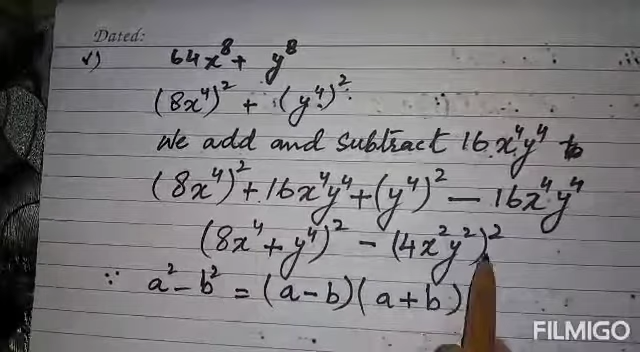 Dated:
v) 64x⁸ + y⁸
(8x⁴)² + (y⁴)²
We add and subtract 16x⁴y⁴ to
(8x⁴)² + 16x⁴y⁴ + (y⁴)² − 16x⁴y⁴
(8x⁴ + y⁴)² − (4x²y²)²
∵ a² − b² = (a − b)(a + b)
FILMIGO